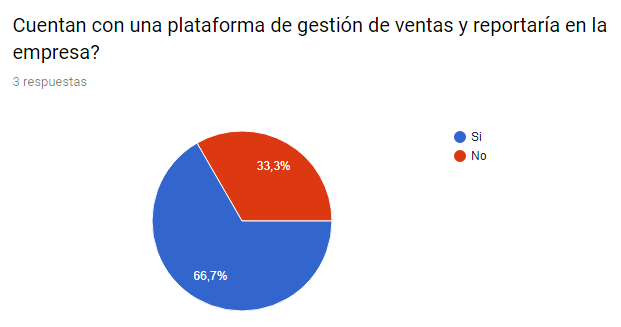 Cuentan con una plataforma de gestión de ventas y reportaría en la
empresa?
3 respuestas
Si
No
33,3%
66,7%